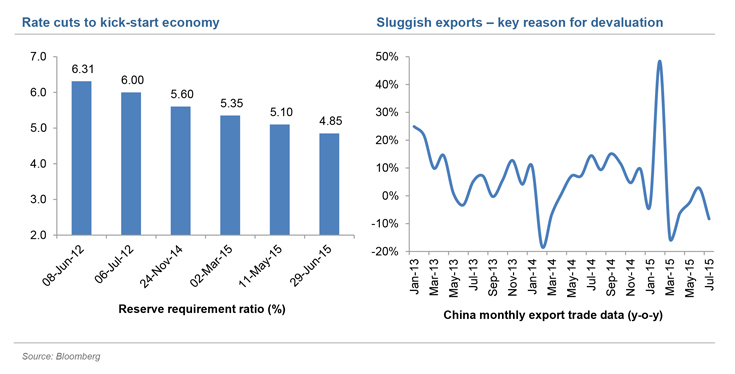 Rate cuts to kick-start economy
7.0
6.0
5.0
4.0
3.0
2.0
6.31
6.00
5.60
5.35
5.10
4.85
08-Jun-12
06-Jul-12
24-Nov-14
02-Mar-15
11-May-15
29-Jun-15
Reserve requirement ratio (%)
Sluggish exports – key reason for devaluation
50%
40%
30%
20%
10%
0%
-10%
-20%
Jan-13
Mar-13
May-13
Jul-13
Sep-13
Nov-13
Jan-14
Mar-14
May-14
Jul-14
Sep-14
Nov-14
Jan-15
Mar-15
May-15
Jul-15
China monthly export trade data (y-o-y)
Source: Bloomberg